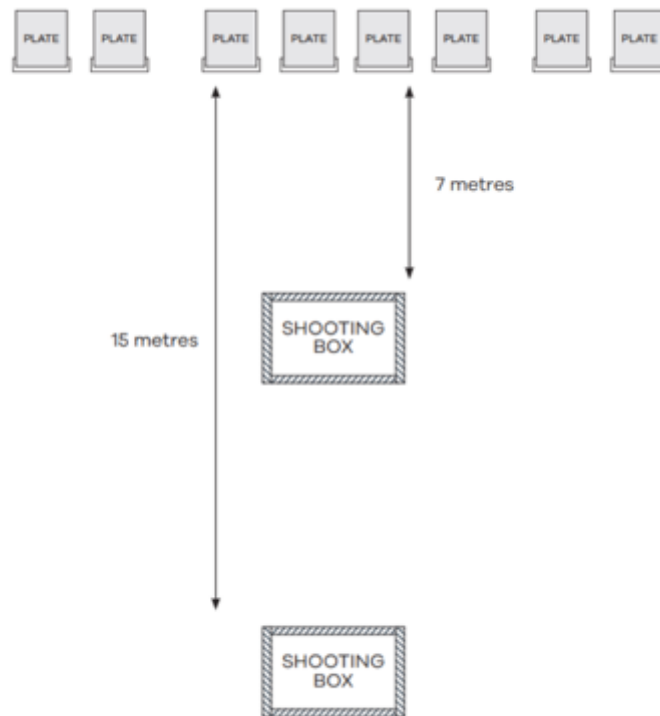 PLATE PLATE PLATE PLATE PLATE PLATE PLATE PLATE
7 metres
SHOOTING
BOX
15 metres
SHOOTING
BOX